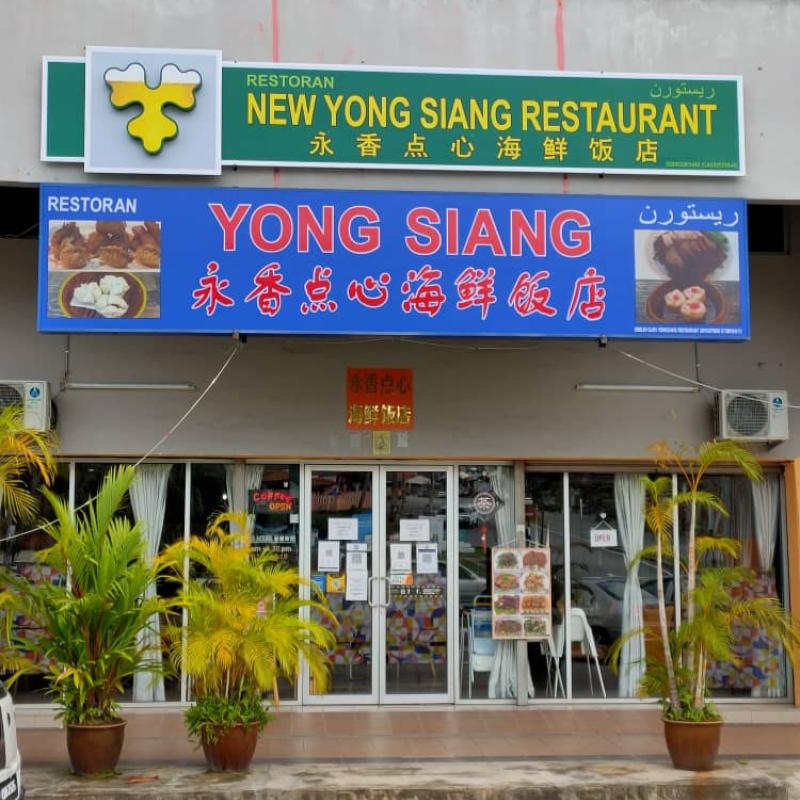 RESTORAN
ريستورن
NEW YONG SIANG RESTAURANT
永香点心海鲜饭店
RESTORAN
ريستورن
YONG SIANG
永香点心海鲜饭店
永香点心
海鲜饭店
COFFEE
OPEN
茶
OPEN